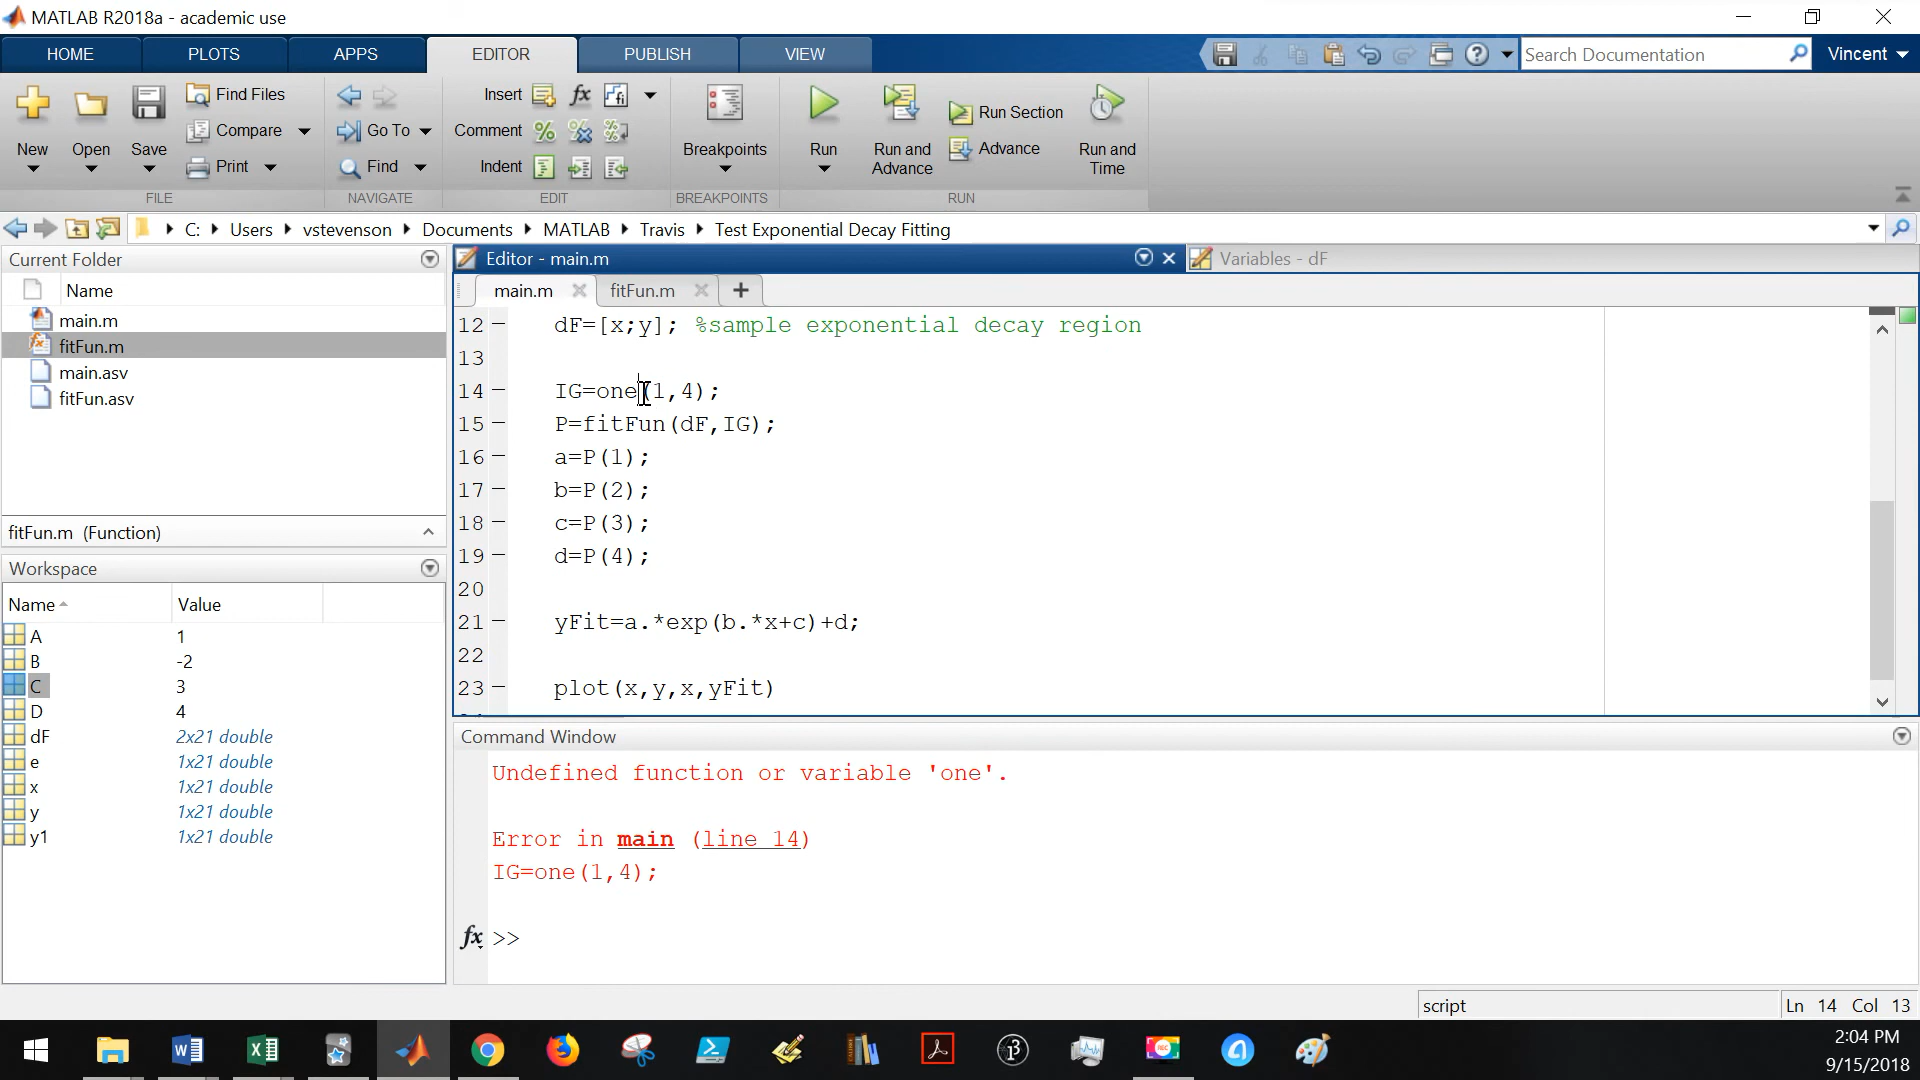 MATLAB R2018a - academic use
HOME PLOTS APPS EDITOR PUBLISH VIEW
Search Documentation
Vincent
New
Open
Save
Find Files
Compare
Print
FILE
Go To
Find
NAVIGATE
Insert
Comment
Indent
EDIT
Breakpoints
BREAKPOINTS
Run
Run and Advance
Run Section
Advance
Run and Time
RUN
C: Users vstevenson Documents MATLAB Travis Test Exponential Decay Fitting
Current Folder
Name
main.m
fitFun.m
main.asv
fitFun.asv
fitFun.m (Function)
Workspace
Name Value
A 1
B -2
C 3
D 4
dF 2x21 double
e 1x21 double
x 1x21 double
y 1x21 double
y1 1x21 double
Editor - main.m
Variables - dF
main.m fitFun.m
12 dF=[x;y]; %sample exponential decay region
13
14 IG=one(1,4);
15 P=fitFun(dF,IG);
16 a=P(1);
17 b=P(2);
18 c=P(3);
19 d=P(4);
20
21 yFit=a.*exp(b.*x+c)+d;
22
23 plot(x,y,x,yFit)
Command Window
Undefined function or variable 'one'.
Error in main (line 14)
IG=one(1,4);
fx >>
script
Ln 14 Col 13
2:04 PM
9/15/2018